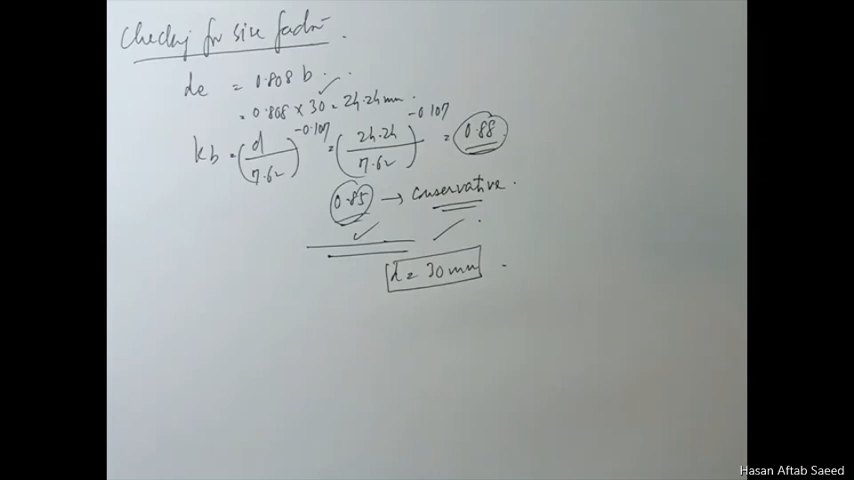 Checking for size factor.
de = 0.808 b.
= 0.808 × 30 = 24.24 mm.
kb = (d/7.62)^-0.107 = (24.24/7.62)^-0.107 = 0.88
0.85 → conservative.
d = 30 mm.
Hasan Aftab Saeed